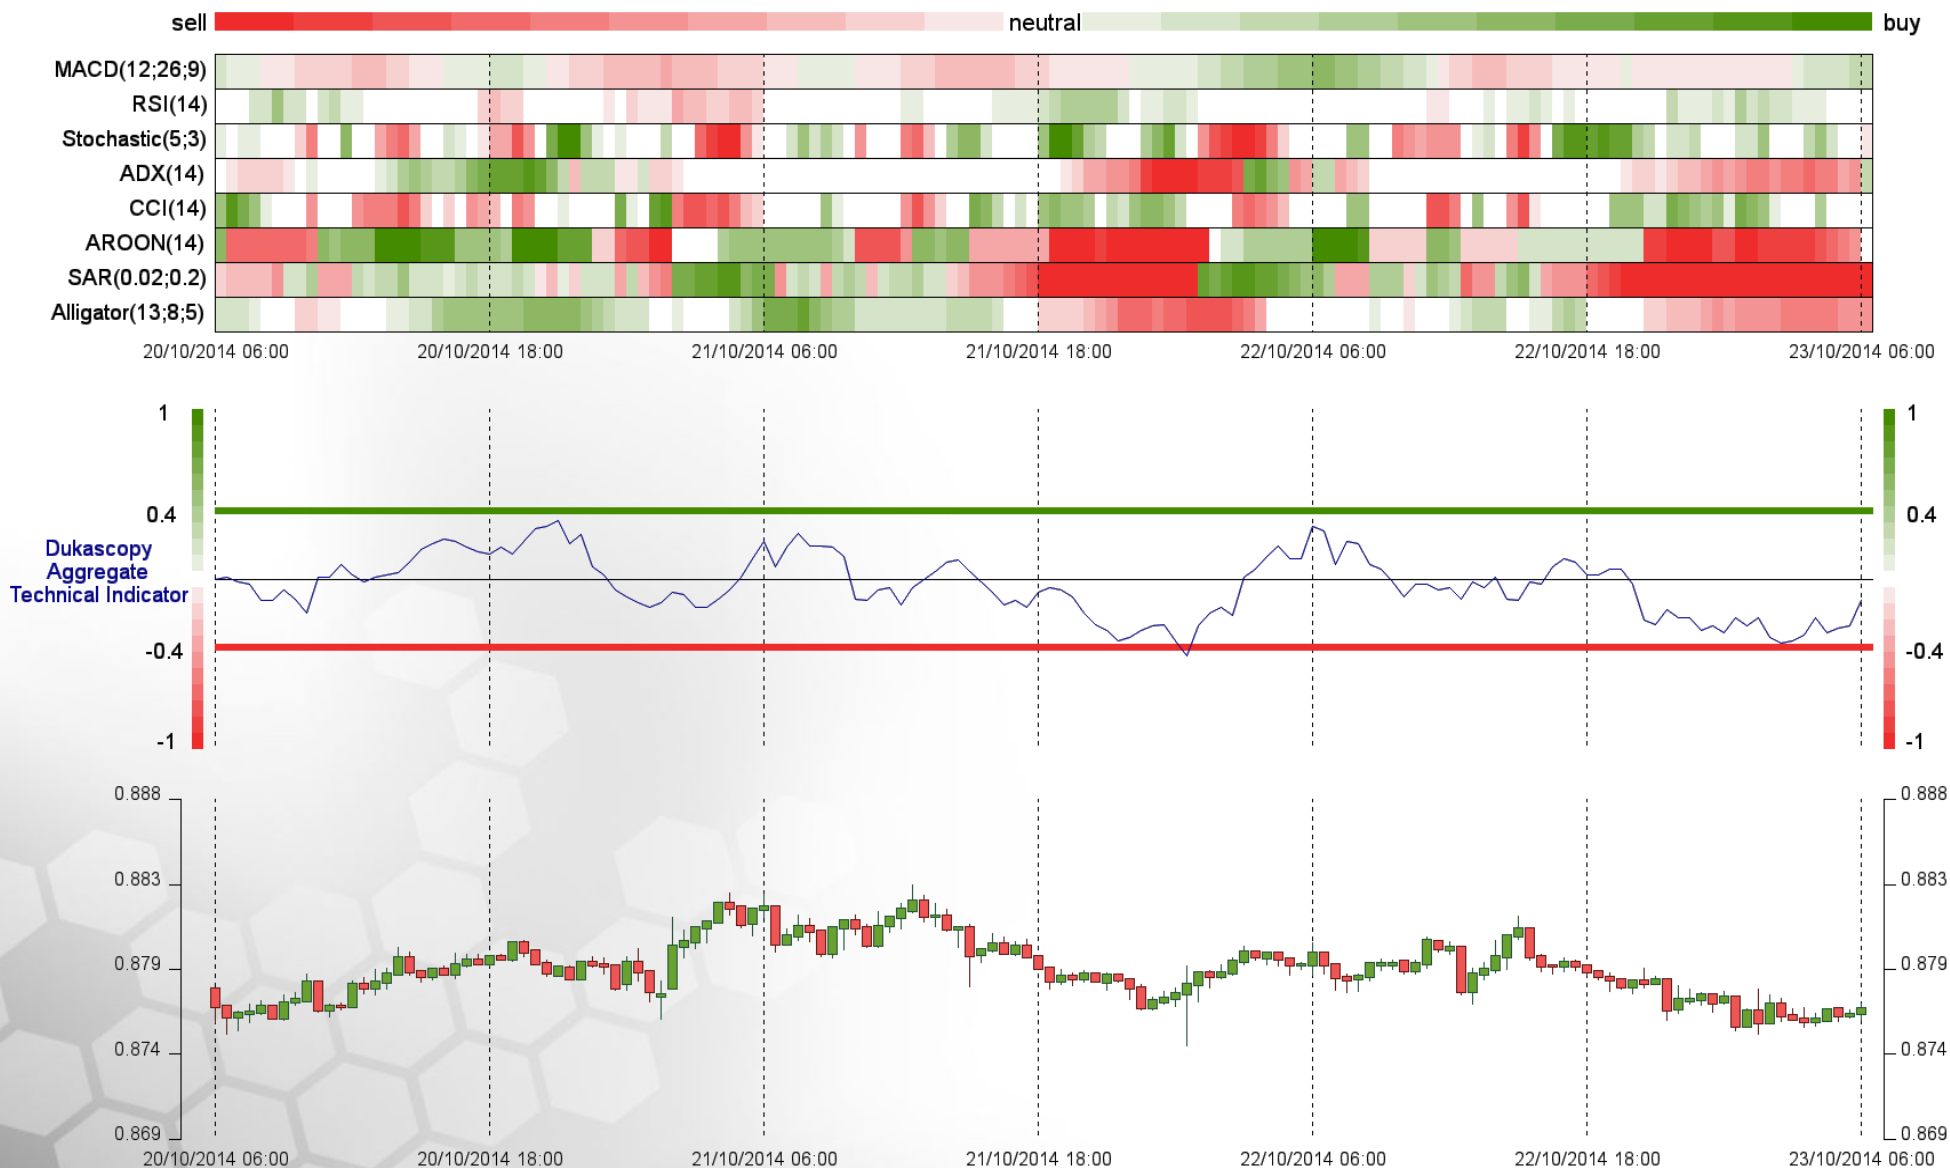 sell neutral buy
MACD(12;26;9)
RSI(14)
Stochastic(5;3)
ADX(14)
CCI(14)
AROON(14)
SAR(0.02;0.2)
Alligator(13;8;5)
20/10/2014 06:00 20/10/2014 18:00 21/10/2014 06:00 21/10/2014 18:00 22/10/2014 06:00 22/10/2014 18:00 23/10/2014 06:00
1 1
0.4 0.4
Dukascopy
Aggregate
Technical Indicator
-0.4 -0.4
-1 -1
0.888 0.888
0.883 0.883
0.879 0.879
0.874 0.874
0.869 0.869
20/10/2014 06:00 20/10/2014 18:00 21/10/2014 06:00 21/10/2014 18:00 22/10/2014 06:00 22/10/2014 18:00 23/10/2014 06:00